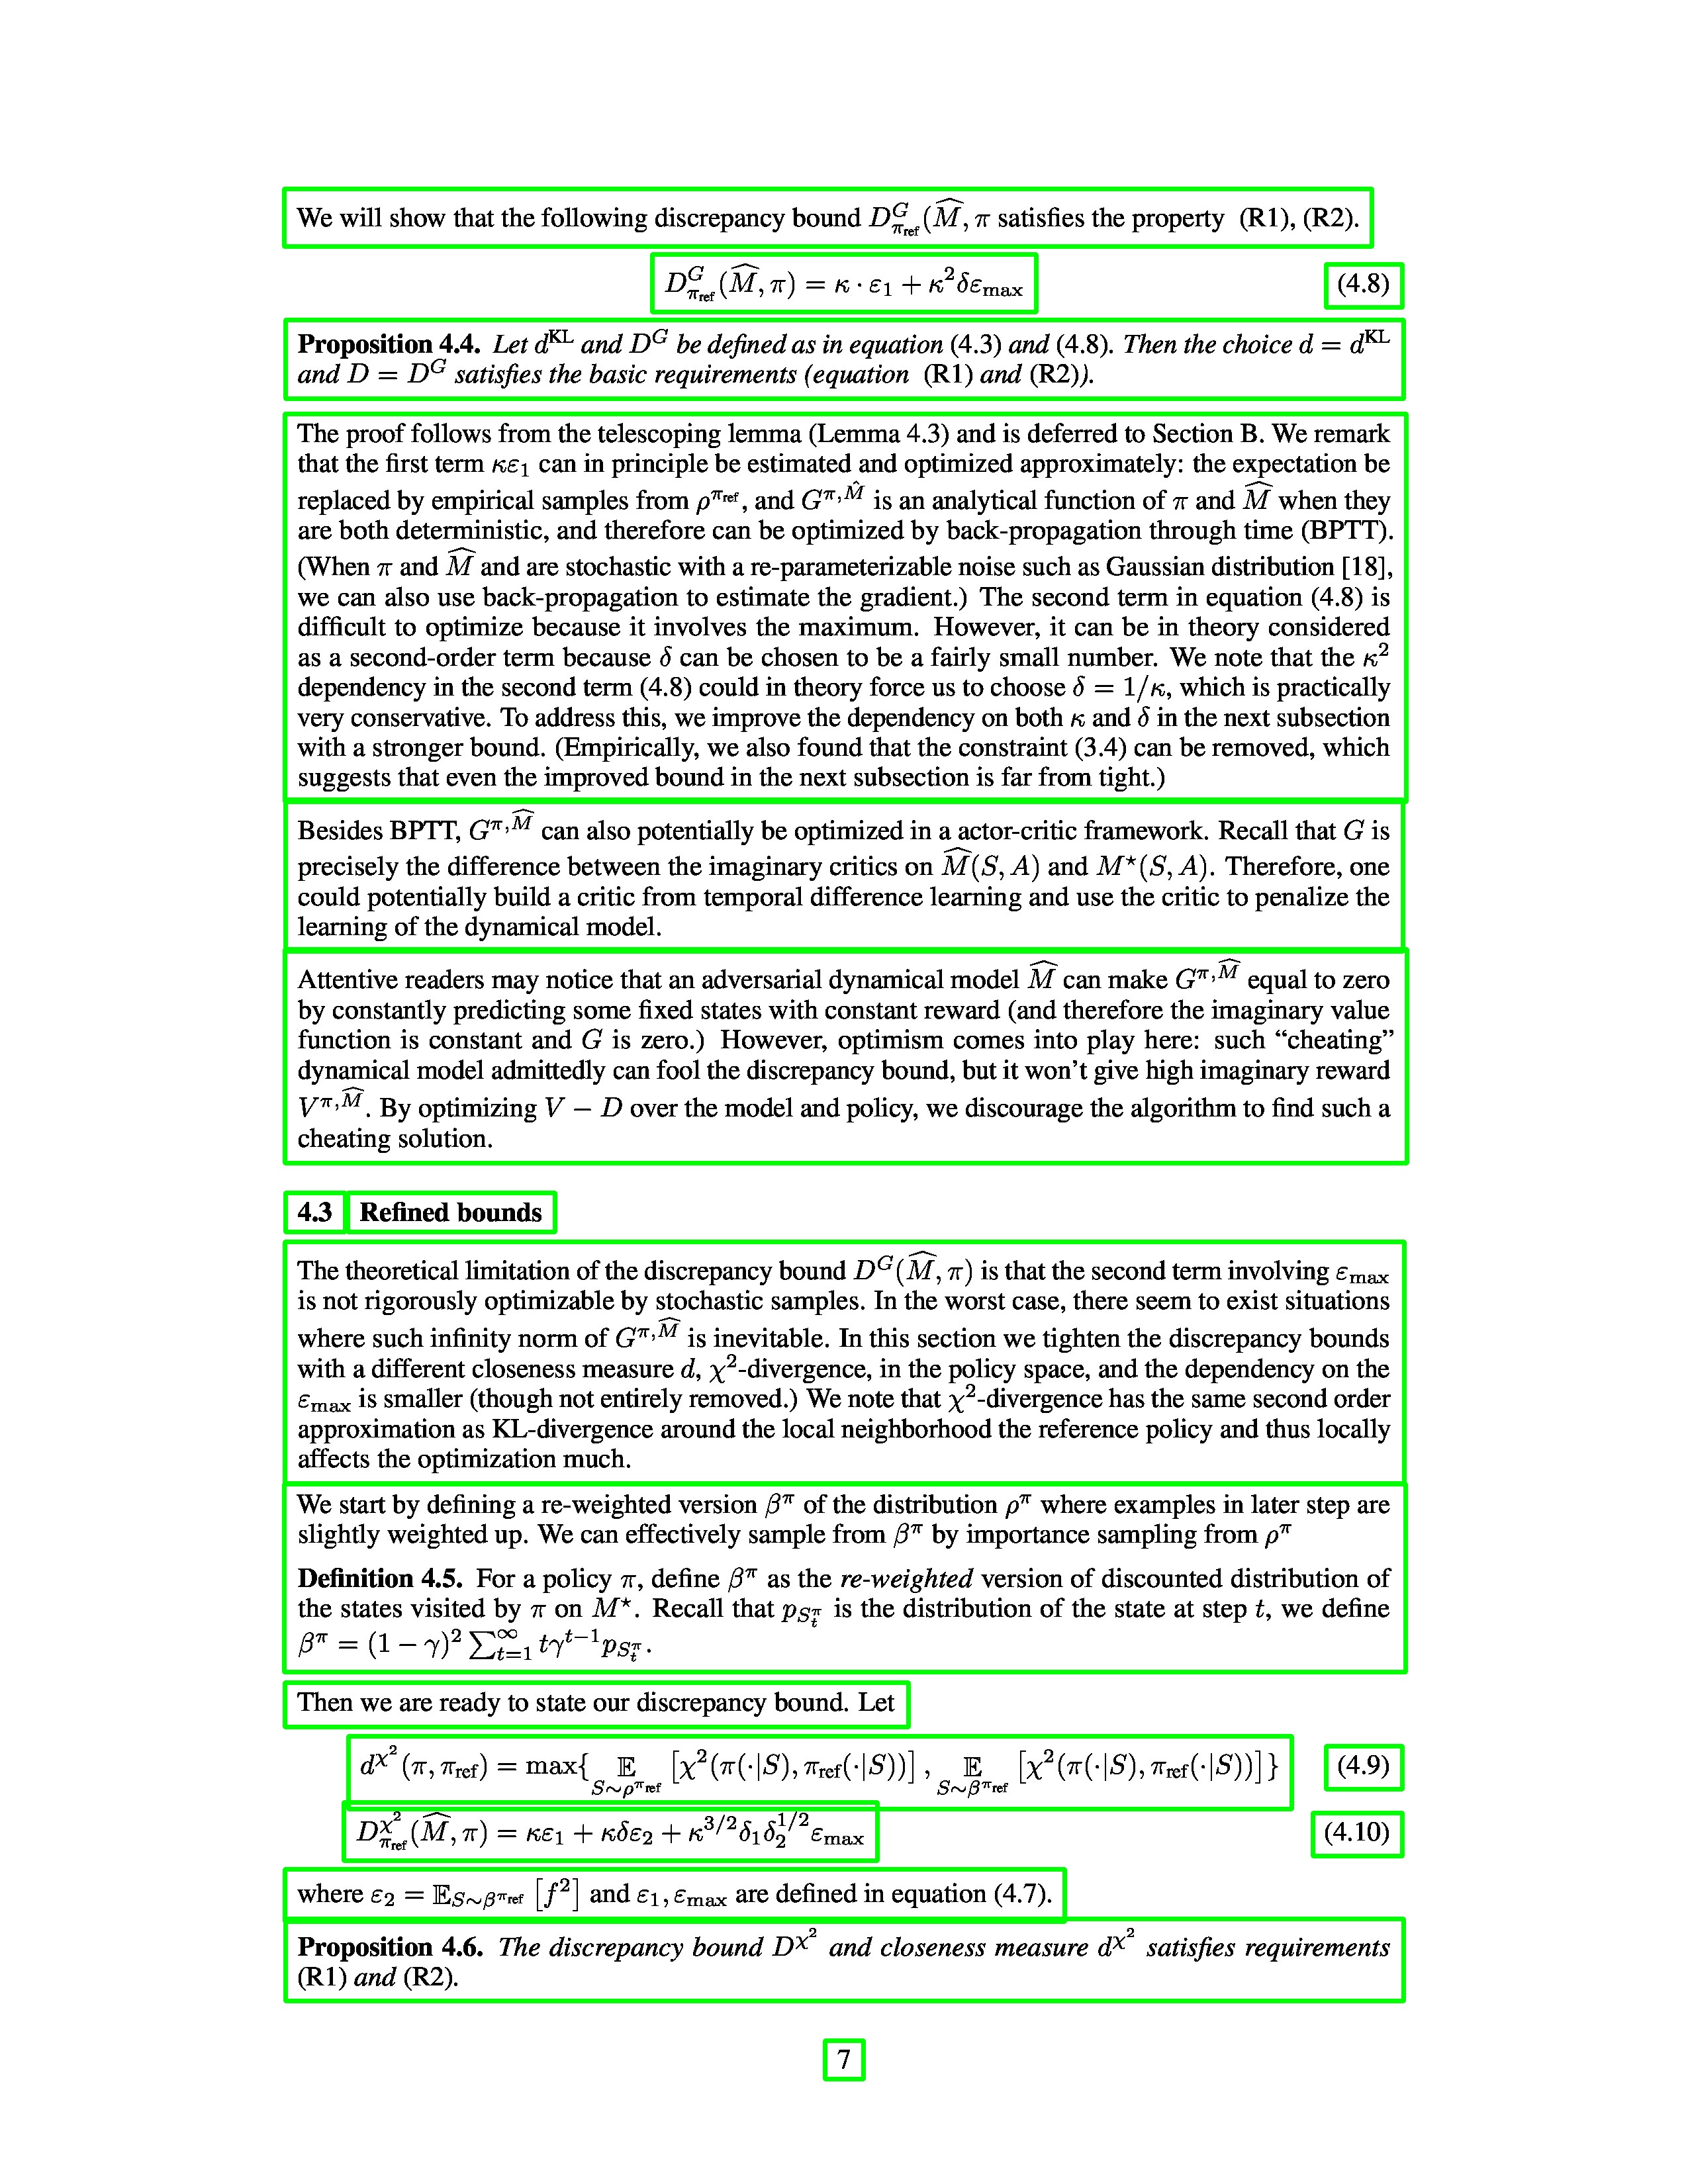 We will show that the following discrepancy bound $D^G_{\pi_{\text{ref}}}(\widehat{M}, \pi$ satisfies the property (R1), (R2).
$D^G_{\pi_{\text{ref}}}(\widehat{M}, \pi) = \kappa \cdot \varepsilon_1 + \kappa^2 \delta \varepsilon_{\max}$ (4.8)
Proposition 4.4. Let $d^{\text{KL}}$ and $D^G$ be defined as in equation (4.3) and (4.8). Then the choice $d = d^{\text{KL}}$
and $D = D^G$ satisfies the basic requirements (equation (R1) and (R2)).
The proof follows from the telescoping lemma (Lemma 4.3) and is deferred to Section B. We remark
that the first term $\kappa\varepsilon_1$ can in principle be estimated and optimized approximately: the expectation be
replaced by empirical samples from $\rho^{\pi_{\text{ref}}}$, and $G^{\pi,\hat{M}}$ is an analytical function of $\pi$ and $\widehat{M}$ when they
are both deterministic, and therefore can be optimized by back-propagation through time (BPTT).
(When $\pi$ and $\widehat{M}$ and are stochastic with a re-parameterizable noise such as Gaussian distribution [18],
we can also use back-propagation to estimate the gradient.) The second term in equation (4.8) is
difficult to optimize because it involves the maximum. However, it can be in theory considered
as a second-order term because $\delta$ can be chosen to be a fairly small number. We note that the $\kappa^2$
dependency in the second term (4.8) could in theory force us to choose $\delta = 1/\kappa$, which is practically
very conservative. To address this, we improve the dependency on both $\kappa$ and $\delta$ in the next subsection
with a stronger bound. (Empirically, we also found that the constraint (3.4) can be removed, which
suggests that even the improved bound in the next subsection is far from tight.)
Besides BPTT, $G^{\pi,\widehat{M}}$ can also potentially be optimized in a actor-critic framework. Recall that $G$ is
precisely the difference between the imaginary critics on $\widehat{M}(S, A)$ and $M^\star(S, A)$. Therefore, one
could potentially build a critic from temporal difference learning and use the critic to penalize the
learning of the dynamical model.
Attentive readers may notice that an adversarial dynamical model $\widehat{M}$ can make $G^{\pi,\widehat{M}}$ equal to zero
by constantly predicting some fixed states with constant reward (and therefore the imaginary value
function is constant and $G$ is zero.) However, optimism comes into play here: such “cheating”
dynamical model admittedly can fool the discrepancy bound, but it won’t give high imaginary reward
$V^{\pi,\widehat{M}}$. By optimizing $V - D$ over the model and policy, we discourage the algorithm to find such a
cheating solution.
4.3 Refined bounds
The theoretical limitation of the discrepancy bound $D^G(\widehat{M}, \pi)$ is that the second term involving $\varepsilon_{\max}$
is not rigorously optimizable by stochastic samples. In the worst case, there seem to exist situations
where such infinity norm of $G^{\pi,\widehat{M}}$ is inevitable. In this section we tighten the discrepancy bounds
with a different closeness measure $d$, $\chi^2$-divergence, in the policy space, and the dependency on the
$\varepsilon_{\max}$ is smaller (though not entirely removed.) We note that $\chi^2$-divergence has the same second order
approximation as KL-divergence around the local neighborhood the reference policy and thus locally
affects the optimization much.
We start by defining a re-weighted version $\beta^\pi$ of the distribution $\rho^\pi$ where examples in later step are
slightly weighted up. We can effectively sample from $\beta^\pi$ by importance sampling from $\rho^\pi$
Definition 4.5. For a policy $\pi$, define $\beta^\pi$ as the re-weighted version of discounted distribution of
the states visited by $\pi$ on $M^\star$. Recall that $p_{S_t^\pi}$ is the distribution of the state at step $t$, we define
$\beta^\pi = (1 - \gamma)^2 \sum_{t=1}^\infty t\gamma^{t-1} p_{S_t^\pi}$.
Then we are ready to state our discrepancy bound. Let
$d^{\chi^2}(\pi, \pi_{\text{ref}}) = \max\{ \mathbb{E}_{S\sim\rho^{\pi_{\text{ref}}}} [\chi^2(\pi(\cdot|S), \pi_{\text{ref}}(\cdot|S))], \mathbb{E}_{S\sim\beta^{\pi_{\text{ref}}}} [\chi^2(\pi(\cdot|S), \pi_{\text{ref}}(\cdot|S))]\}$ (4.9)
$D^{\chi^2}_{\pi_{\text{ref}}}(\widehat{M}, \pi) = \kappa\varepsilon_1 + \kappa\delta\varepsilon_2 + \kappa^{3/2}\delta_1\delta_2^{1/2}\varepsilon_{\max}$ (4.10)
where $\varepsilon_2 = \mathbb{E}_{S\sim\beta^{\pi_{\text{ref}}}} [f^2]$ and $\varepsilon_1, \varepsilon_{\max}$ are defined in equation (4.7).
Proposition 4.6. The discrepancy bound $D^{\chi^2}$ and closeness measure $d^{\chi^2}$ satisfies requirements
(R1) and (R2).
7